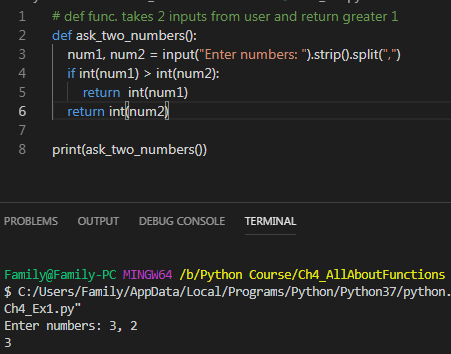 1 # def func. takes 2 inputs from user and return greater 1
2 def ask_two_numbers():
3 num1, num2 = input("Enter numbers: ").strip().split(",")
4 if int(num1) > int(num2):
5 return  int(num1)
6 return int(num2)
7
8 print(ask_two_numbers())
PROBLEMS OUTPUT DEBUG CONSOLE TERMINAL
Family@Family-PC MINGW64 /b/Python Course/Ch4_AllAboutFunctions
$ C:/Users/Family/AppData/Local/Programs/Python/Python37/python.
Ch4_Ex1.py"
Enter numbers: 3, 2
3